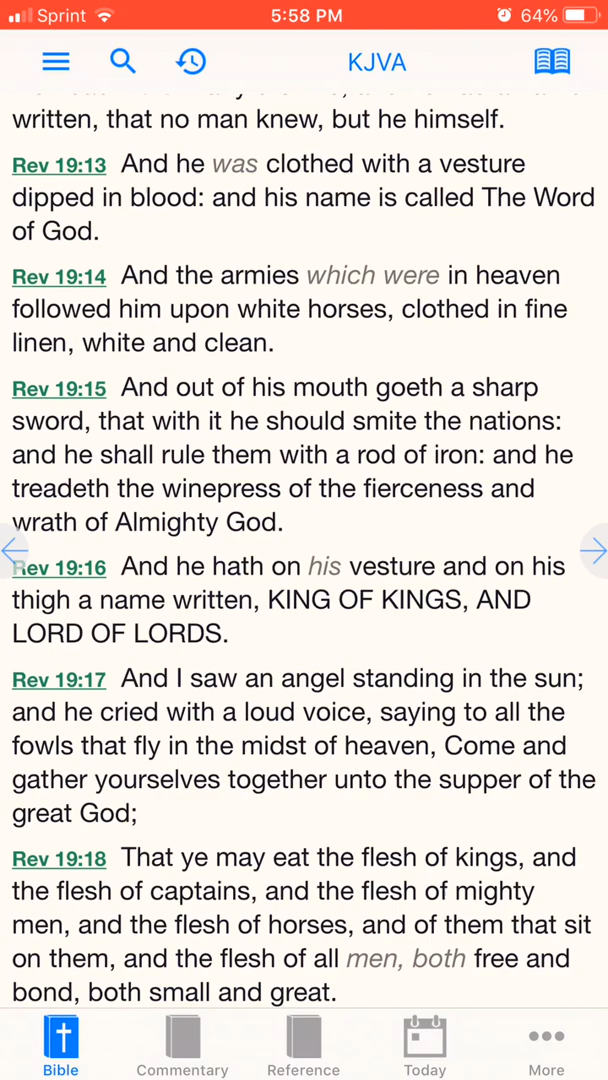 Sprint 5:58 PM 64%
KJVA
written, that no man knew, but he himself.
Rev 19:13 And he was clothed with a vesture
dipped in blood: and his name is called The Word
of God.
Rev 19:14 And the armies which were in heaven
followed him upon white horses, clothed in fine
linen, white and clean.
Rev 19:15 And out of his mouth goeth a sharp
sword, that with it he should smite the nations:
and he shall rule them with a rod of iron: and he
treadeth the winepress of the fierceness and
wrath of Almighty God.
Rev 19:16 And he hath on his vesture and on his
thigh a name written, KING OF KINGS, AND
LORD OF LORDS.
Rev 19:17 And I saw an angel standing in the sun;
and he cried with a loud voice, saying to all the
fowls that fly in the midst of heaven, Come and
gather yourselves together unto the supper of the
great God;
Rev 19:18 That ye may eat the flesh of kings, and
the flesh of captains, and the flesh of mighty
men, and the flesh of horses, and of them that sit
on them, and the flesh of all men, both free and
bond, both small and great.
Bible Commentary Reference Today More